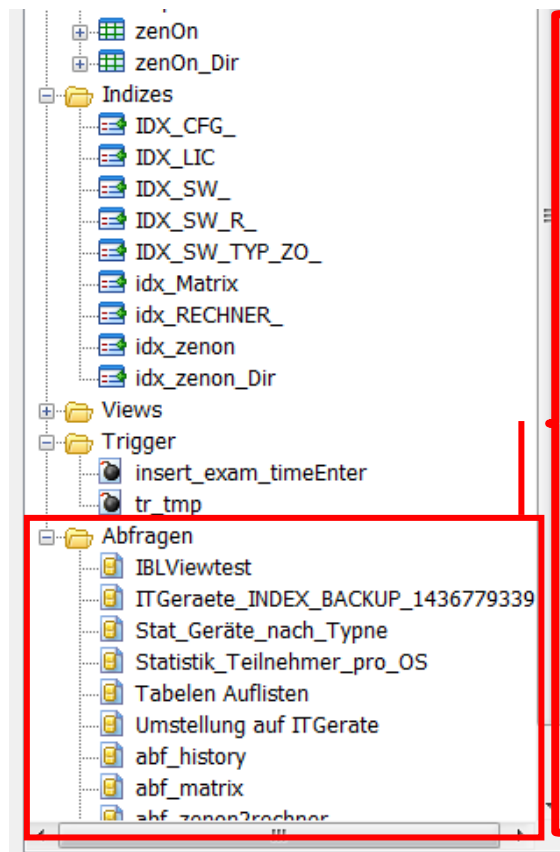 zenOn
zenOn_Dir
Indizes
IDX_CFG_
IDX_LIC
IDX_SW_
IDX_SW_R_
IDX_SW_TYP_ZO_
idx_Matrix
idx_RECHNER_
idx_zenon
idx_zenon_Dir
Views
Trigger
insert_exam_timeEnter
tr_tmp
Abfragen
IBLViewtest
ITGeraete_INDEX_BACKUP_1436779339
Stat_Geräte_nach_Typne
Statistik_Teilnehmer_pro_OS
Tabelen Auflisten
Umstellung auf ITGerate
abf_history
abf_matrix
abf_zenon2rechner